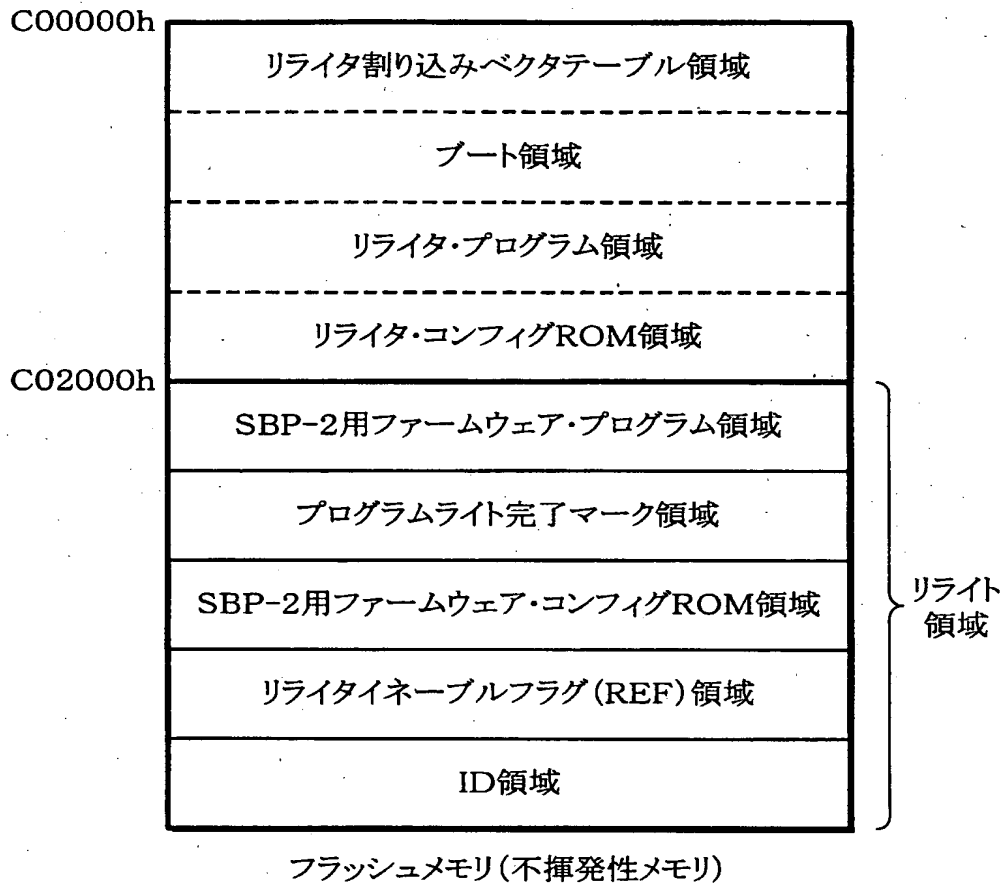 C00000h
リライタ割り込みベクタテーブル領域
ブート領域
リライタ・プログラム領域
リライタ・コンフィグROM領域
C02000h
SBP-2用ファームウェア・プログラム領域
プログラムライト完了マーク領域
SBP-2用ファームウェア・コンフィグROM領域
リライト
領域
リライタイネーブルフラグ(REF)領域
ID領域
フラッシュメモリ(不揮発性メモリ)